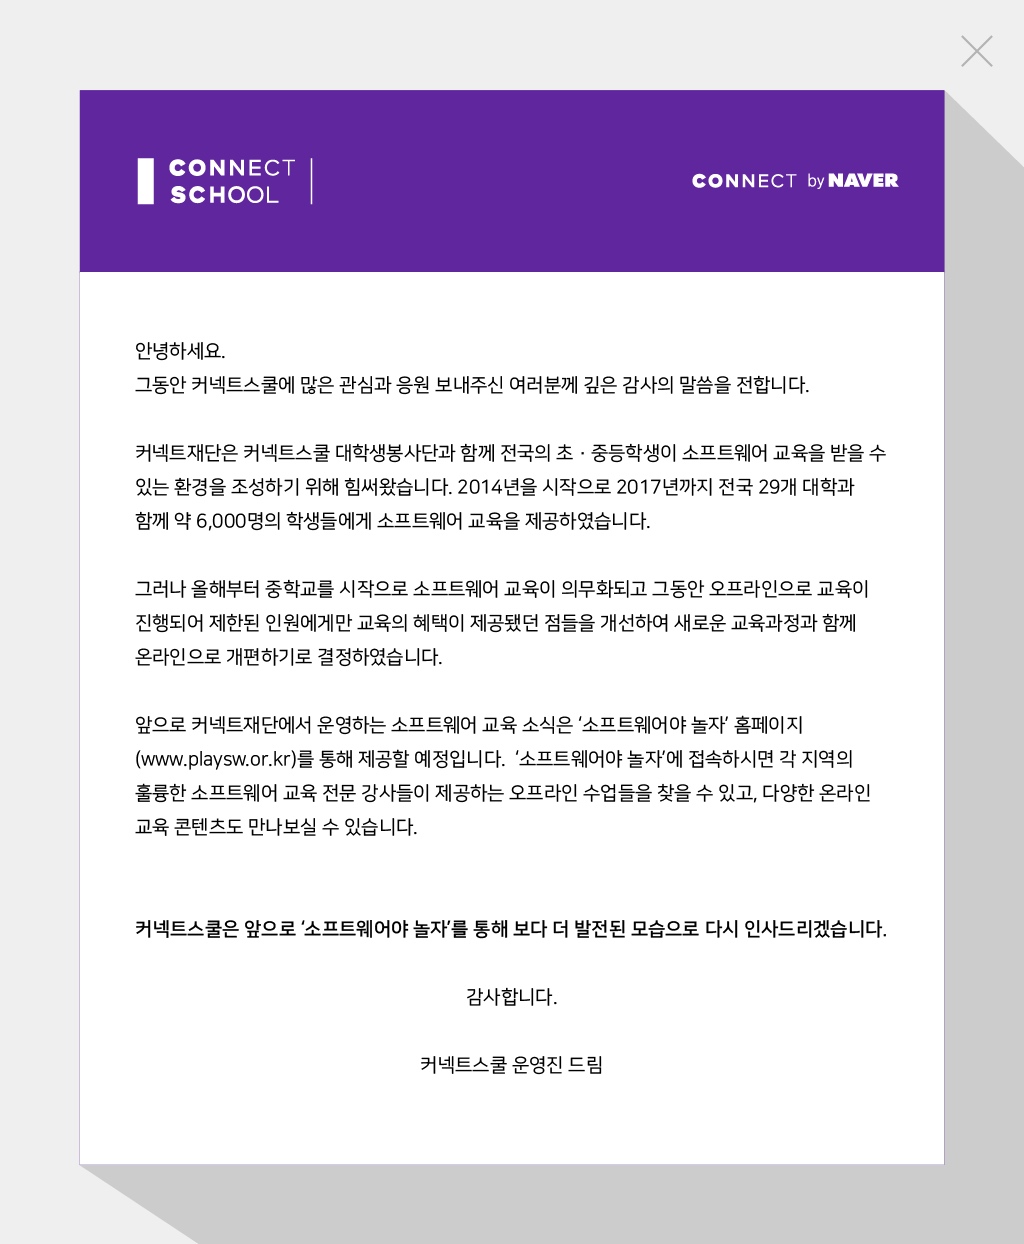 CONNECT
SCHOOL
CONNECT by NAVER
안녕하세요.
그동안 커넥트스쿨에 많은 관심과 응원 보내주신 여러분께 깊은 감사의 말씀을 전합니다.
커넥트재단은 커넥트스쿨 대학생봉사단과 함께 전국의 초 · 중등학생이 소프트웨어 교육을 받을 수
있는 환경을 조성하기 위해 힘써왔습니다. 2014년을 시작으로 2017년까지 전국 29개 대학과
함께 약 6,000명의 학생들에게 소프트웨어 교육을 제공하였습니다.
그러나 올해부터 중학교를 시작으로 소프트웨어 교육이 의무화되고 그동안 오프라인으로 교육이
진행되어 제한된 인원에게만 교육의 혜택이 제공됐던 점들을 개선하여 새로운 교육과정과 함께
온라인으로 개편하기로 결정하였습니다.
앞으로 커넥트재단에서 운영하는 소프트웨어 교육 소식은 ‘소프트웨어야 놀자’ 홈페이지
(www.playsw.or.kr)를 통해 제공할 예정입니다. ‘소프트웨어야 놀자’에 접속하시면 각 지역의
훌륭한 소프트웨어 교육 전문 강사들이 제공하는 오프라인 수업들을 찾을 수 있고, 다양한 온라인
교육 콘텐츠도 만나보실 수 있습니다.
커넥트스쿨은 앞으로 ‘소프트웨어야 놀자’를 통해 보다 더 발전된 모습으로 다시 인사드리겠습니다.
감사합니다.
커넥트스쿨 운영진 드림